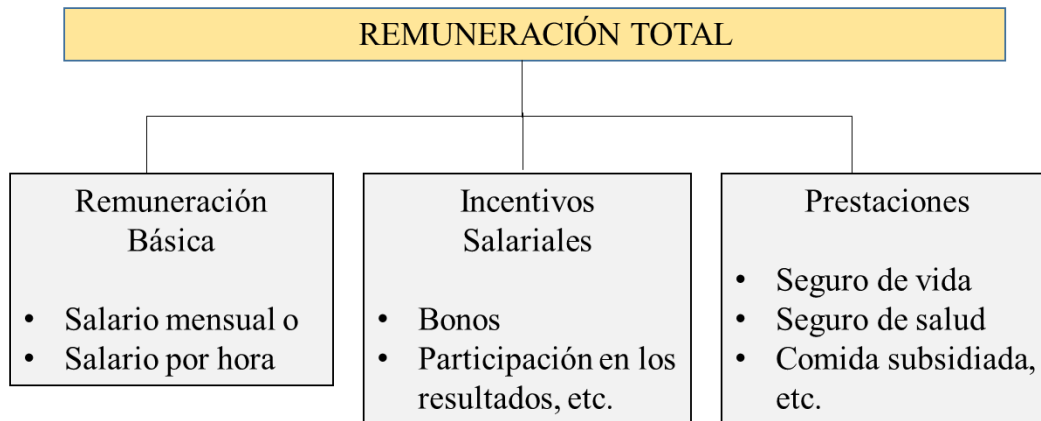 REMUNERACIÓN TOTAL
Remuneración
Básica
• Salario mensual o
• Salario por hora
Incentivos
Salariales
• Bonos
• Participación en los
resultados, etc.
Prestaciones
• Seguro de vida
• Seguro de salud
• Comida subsidiada,
etc.